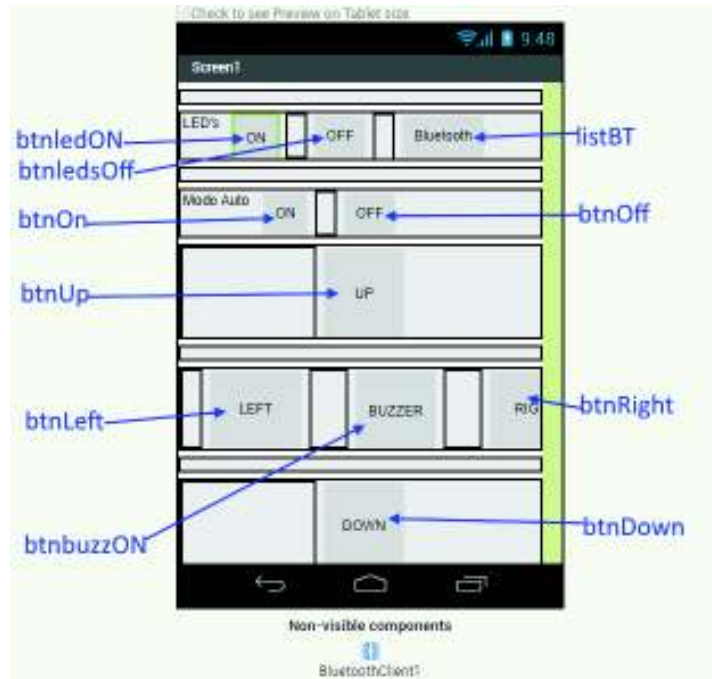 Check to see Preview on Tablet size.
9:48
Screen1
LED's ON OFF Bluetooth
btnledON
listBT
btnledsOff
Modo Auto ON OFF
btnOn
btnOff
btnUp
UP
LEFT BUZZER RIG
btnLeft
btnRight
DOWN
btnbuzzON
btnDown
Non-visible components
BluetoothClient1